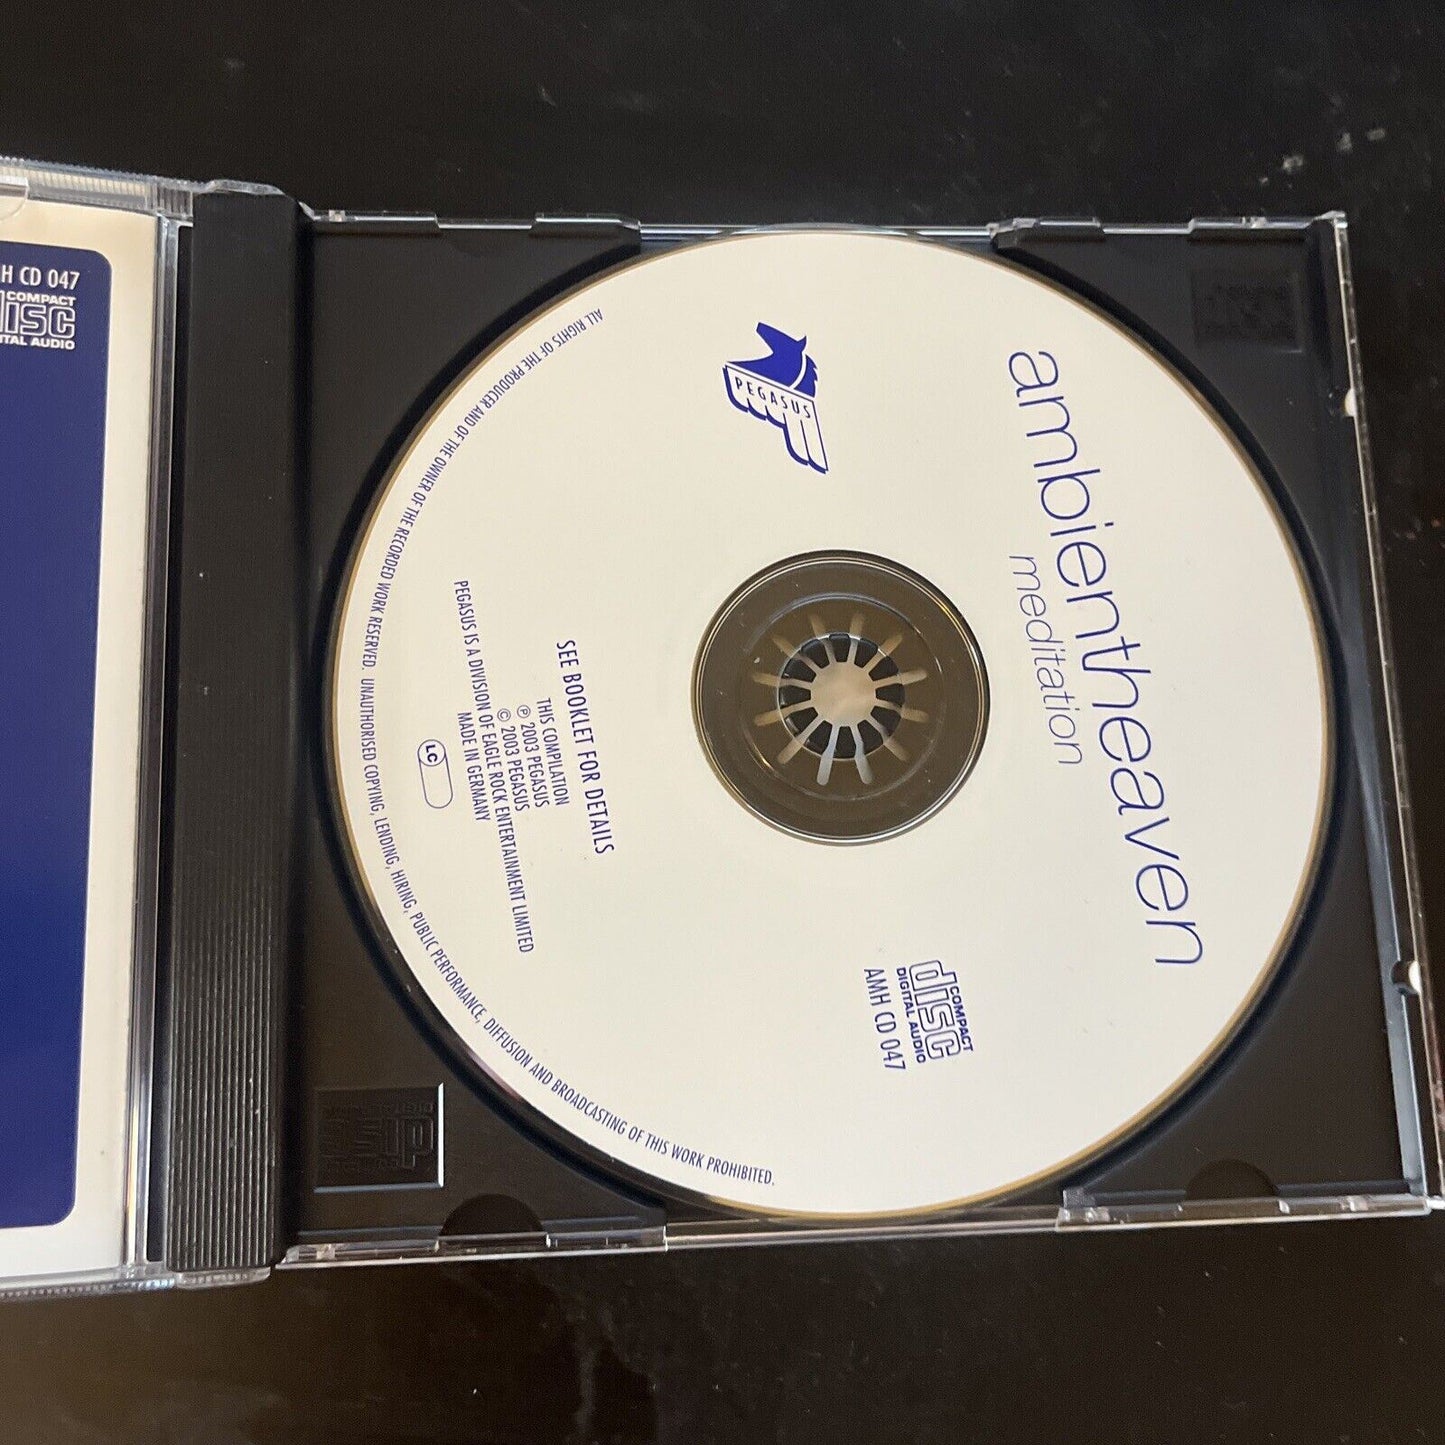 H CD 047
COMPACT
disc
ITAL AUDIO
ambientheaven
meditation
PEGASUS
COMPACT
disc
DIGITAL AUDIO
AMH CD 047
SEE BOOKLET FOR DETAILS
THIS COMPILATION
℗ 2003 PEGASUS
© 2003 PEGASUS
PEGASUS IS A DIVISION OF EAGLE ROCK ENTERTAINMENT LIMITED
MADE IN GERMANY
LC
ALL RIGHTS OF THE PRODUCER AND OF THE OWNER OF THE RECORDED WORK RESERVED. UNAUTHORISED COPYING, LENDING, HIRING, PUBLIC PERFORMANCE, DIFFUSION AND BROADCASTING OF THIS WORK PROHIBITED.